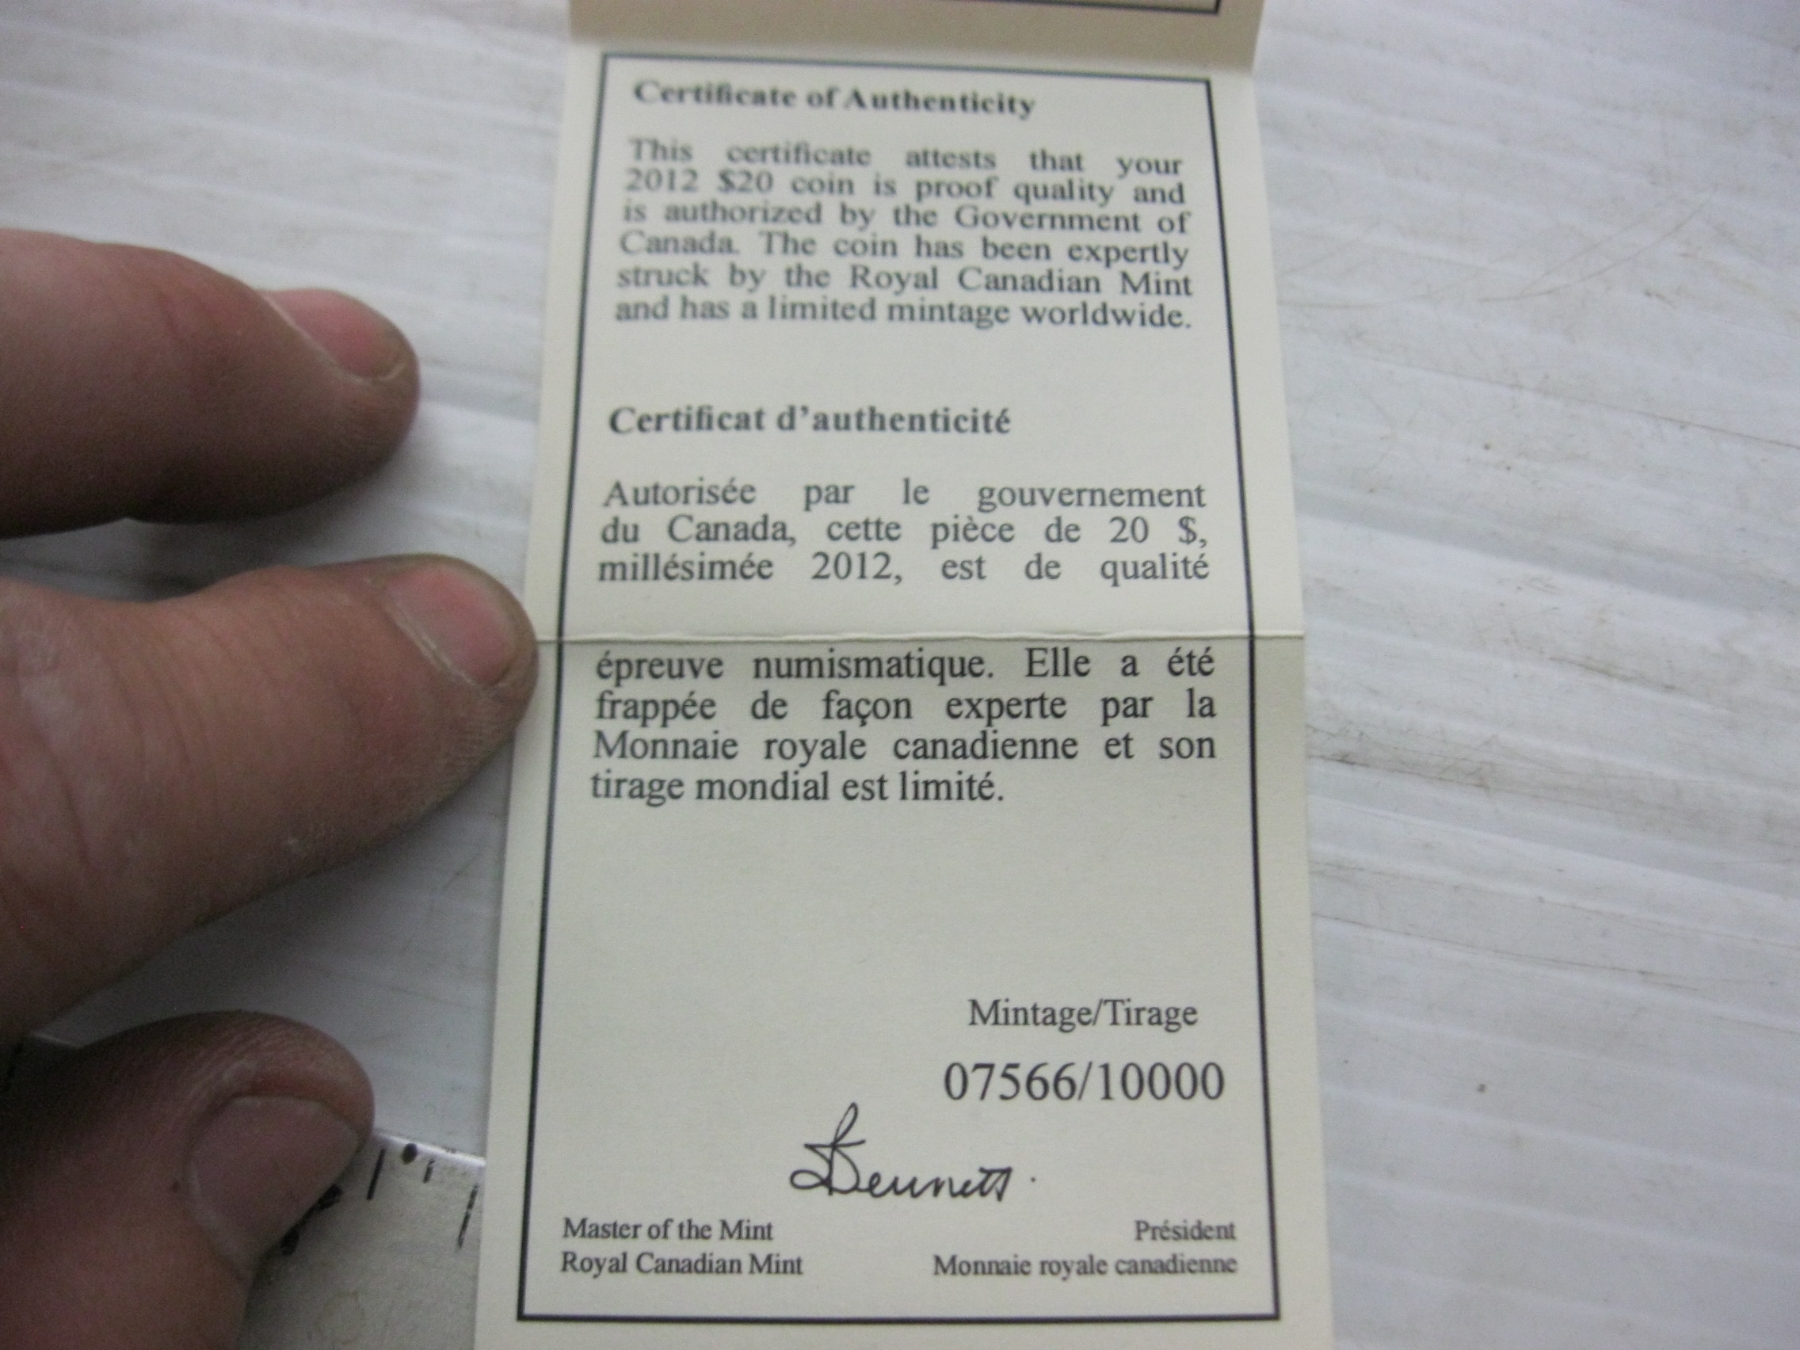 Certificate of Authenticity
This certificate attests that your
2012 $20 coin is proof quality and
is authorized by the Government of
Canada. The coin has been expertly
struck by the Royal Canadian Mint
and has a limited mintage worldwide.
Certificat d'authenticité
Autorisée par le gouvernement
du Canada, cette pièce de 20 $,
millésimée 2012, est de qualité
épreuve numismatique. Elle a été
frappée de façon experte par la
Monnaie royale canadienne et son
tirage mondial est limité.
Mintage/Tirage
07566/10000
Bennett
Master of the Mint
Royal Canadian Mint
Président
Monnaie royale canadienne